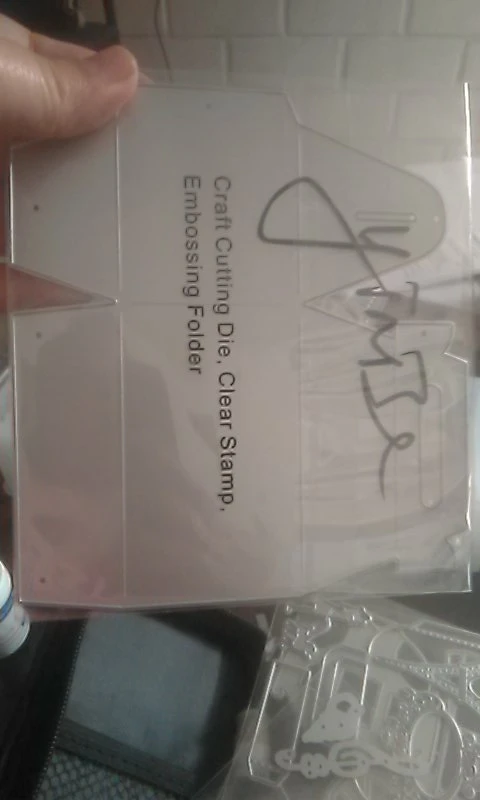 Craft Cutting Die, Clear Stamp,
Embossing Folder